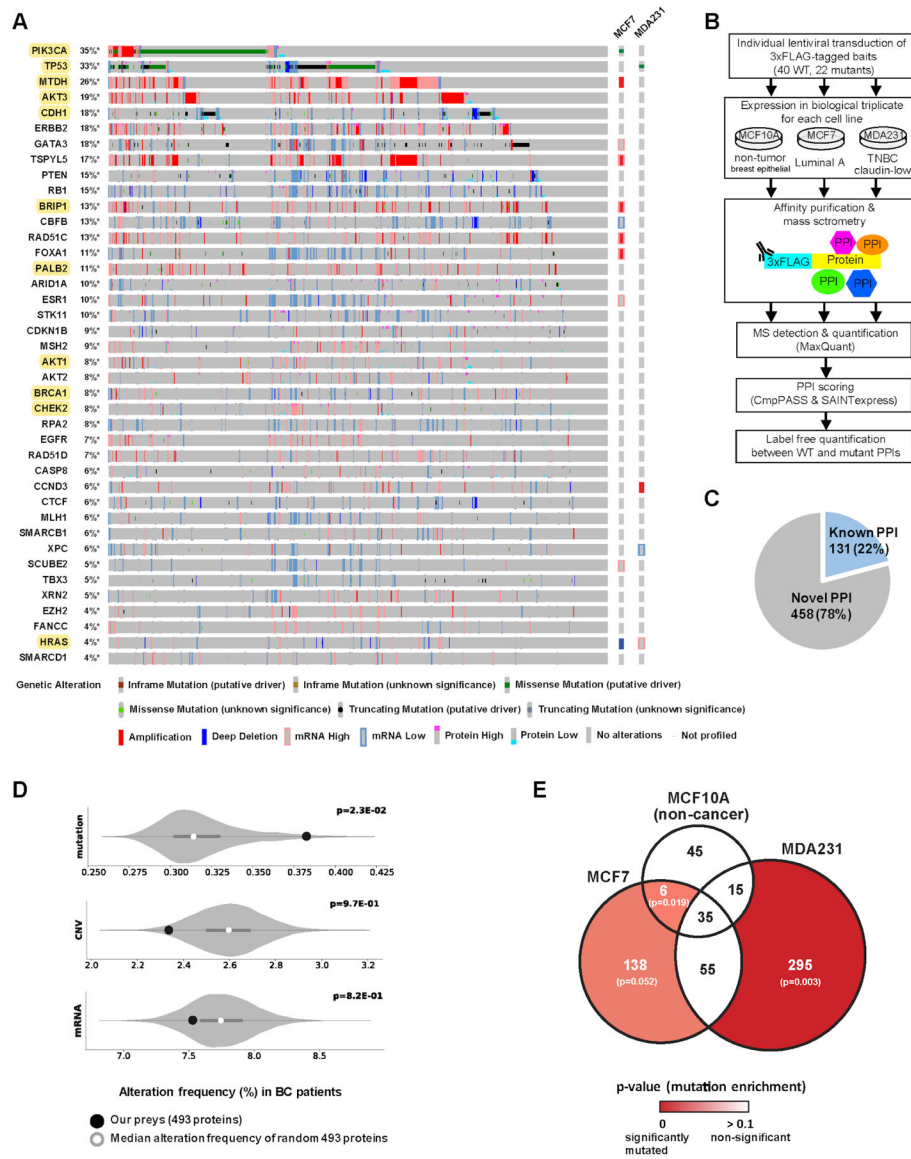 A
MCF7
MDA231
PIK3CA 35%*
TP53 33%*
MTDH 26%*
AKT3 19%*
CDH1 18%*
ERBB2 18%*
GATA3 18%*
TSPYL5 17%*
PTEN 15%*
RB1 15%*
BRIP1 13%*
CBFB 13%*
RAD51C 13%*
FOXA1 11%*
PALB2 11%*
ARID1A 10%*
ESR1 10%*
STK11 10%*
CDKN1B 9%*
MSH2 9%*
AKT1 8%*
AKT2 8%*
BRCA1 8%*
CHEK2 8%*
RPA2 8%*
EGFR 7%*
RAD51D 7%*
CASP8 6%*
CCND3 6%*
CTCF 6%*
MLH1 6%*
SMARCB1 6%*
XPC 6%*
SCUBE2 5%*
TBX3 5%*
XRN2 5%*
EZH2 4%*
FANCC 4%*
HRAS 4%*
SMARCD1 4%*
Genetic Alteration
Inframe Mutation (putative driver)
Inframe Mutation (unknown significance)
Missense Mutation (putative driver)
Missense Mutation (unknown significance)
Truncating Mutation (putative driver)
Truncating Mutation (unknown significance)
Amplification
Deep Deletion
mRNA High
mRNA Low
Protein High
Protein Low
No alterations
Not profiled
B
Individual lentiviral transduction of
3xFLAG-tagged baits
(40 WT, 22 mutants)
Expression in biological triplicate
for each cell line
MCF10A
MCF7
MDA231
non-tumor
breast epithelial
Luminal A
TNBC
claudin-low
Affinity purification &
mass sctrometry
PPI
PPI
3xFLAG
Protein
PPI
PPI
MS detection & quantification
(MaxQuant)
PPI scoring
(CmpPASS & SAINTexpress)
Label free quantification
between WT and mutant PPIs
C
Known PPI
131 (22%)
Novel PPI
458 (78%)
D
mutation
p=2.3E-02
0.250 0.275 0.300 0.325 0.350 0.375 0.400 0.425
CNV
p=9.7E-01
2.0 2.2 2.4 2.6 2.8 3.0 3.2
mRNA
p=8.2E-01
7.0 7.5 8.0 8.5
Alteration frequency (%) in BC patients
Our preys (493 proteins)
Median alteration frequency of random 493 proteins
E
MCF10A
(non-cancer)
MDA231
MCF7
45
6
(p=0.019)
15
35
138
(p=0.052)
55
295
(p=0.003)
p-value (mutation enrichment)
0
> 0.1
significantly
mutated
non-significant